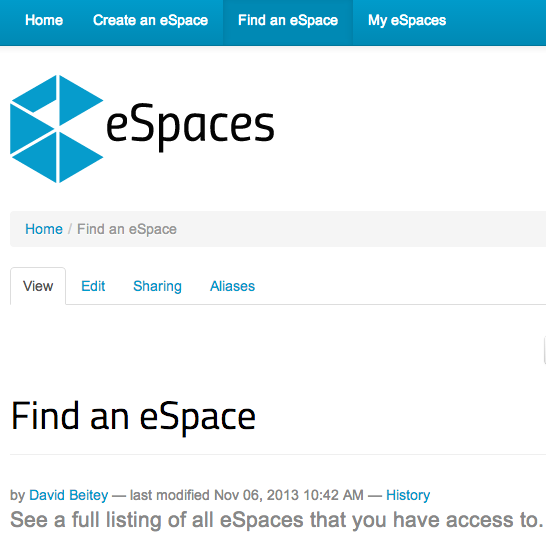 Home Create an eSpace Find an eSpace My eSpaces
eSpaces
Home / Find an eSpace
View Edit Sharing Aliases
Find an eSpace
by David Beitey — last modified Nov 06, 2013 10:42 AM — History
See a full listing of all eSpaces that you have access to.